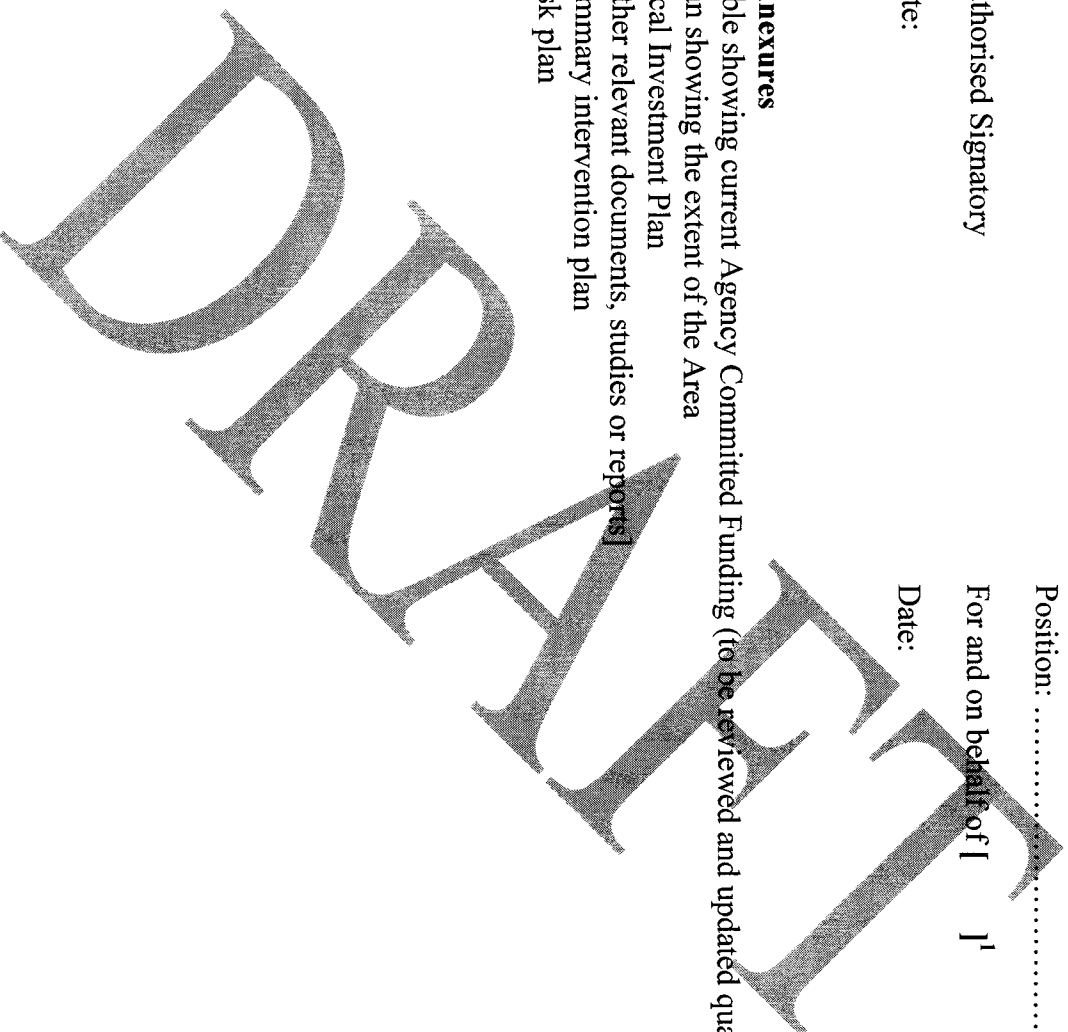 Position: ..............................
thorised Signatory
For and on behalf of [ ]1
te:
Date:
nexures
ble showing current Agency Committed Funding (to be reviewed and updated qua
n showing the extent of the Area
cal Investment Plan
ther relevant documents, studies or reports]
mmary intervention plan
sk plan
DRAFT